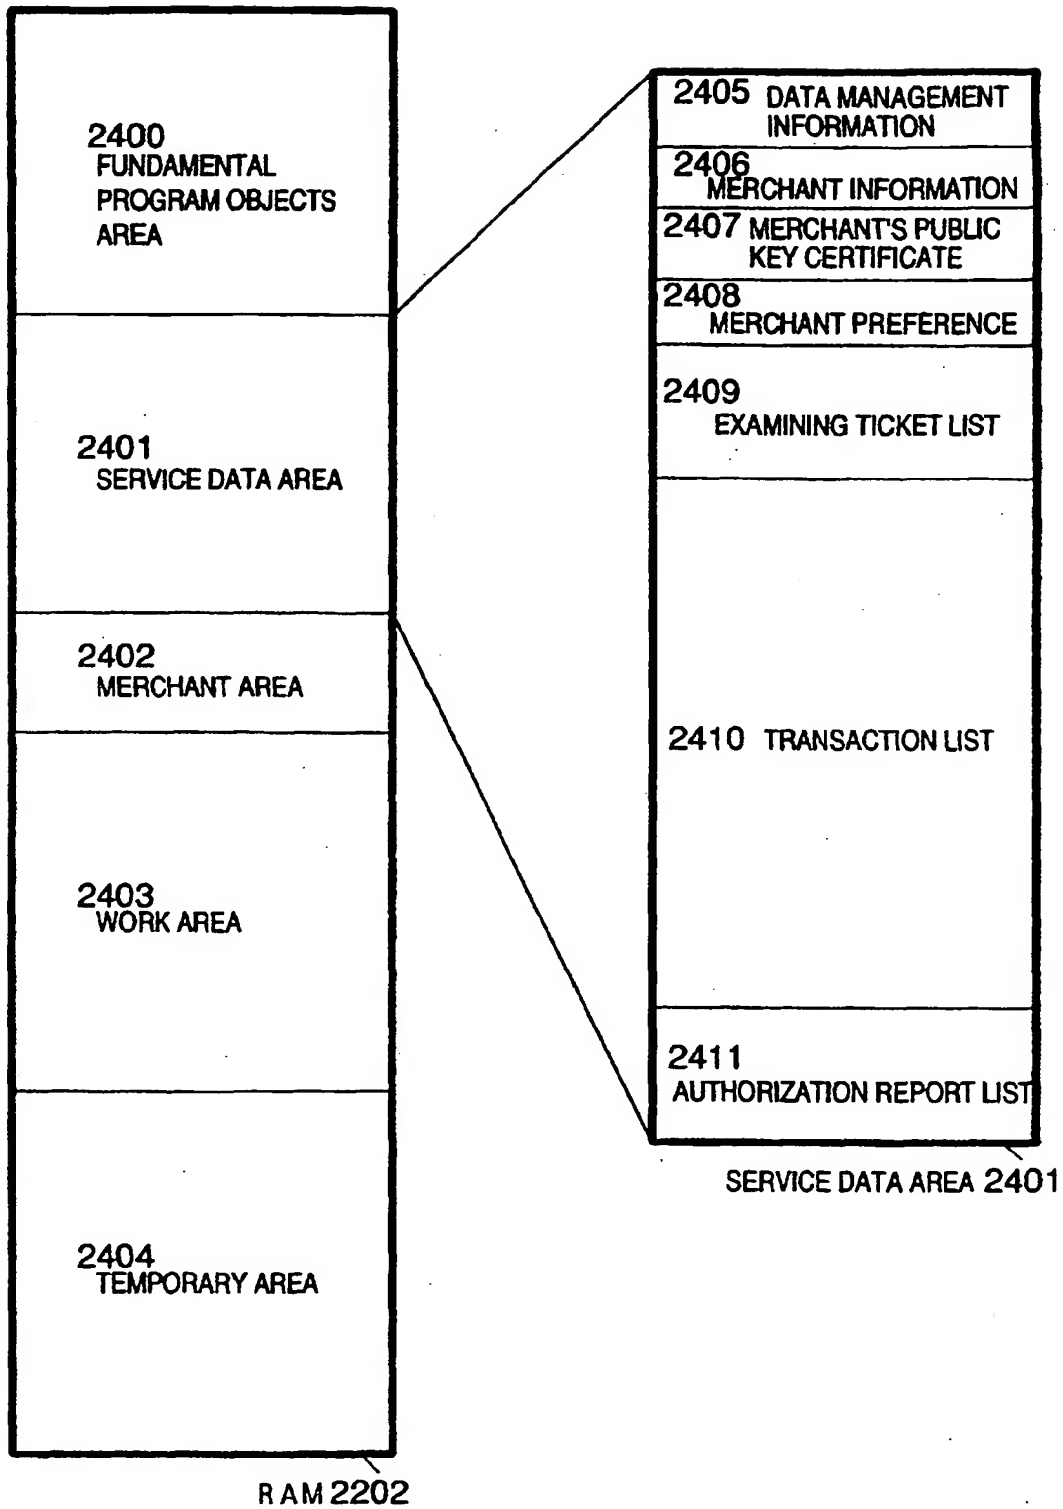 2400
FUNDAMENTAL
PROGRAM OBJECTS
AREA
2401
SERVICE DATA AREA
2402
MERCHANT AREA
2403
WORK AREA
2404
TEMPORARY AREA
RAM 2202
2405 DATA MANAGEMENT
INFORMATION
2406
MERCHANT INFORMATION
2407 MERCHANT'S PUBLIC
KEY CERTIFICATE
2408
MERCHANT PREFERENCE
2409
EXAMINING TICKET LIST
2410 TRANSACTION LIST
2411
AUTHORIZATION REPORT LIST
SERVICE DATA AREA 2401